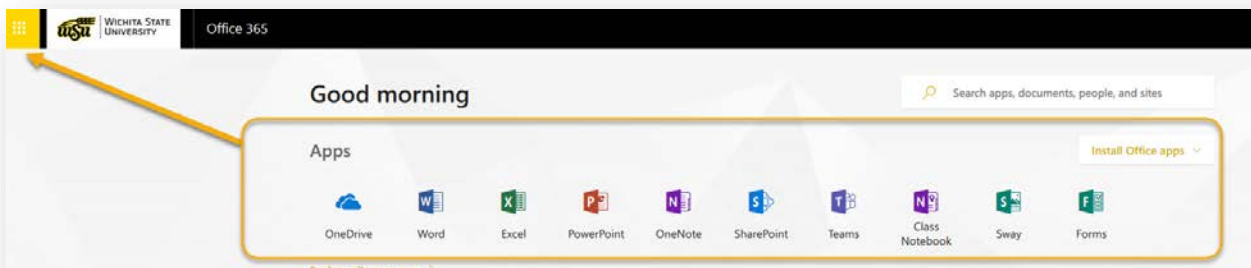 WSU WICHITA STATE
UNIVERSITY
Office 365
Good morning
Search apps, documents, people, and sites
Apps
Install Office apps
OneDrive
Word
Excel
PowerPoint
OneNote
SharePoint
Teams
Class
Notebook
Sway
Forms